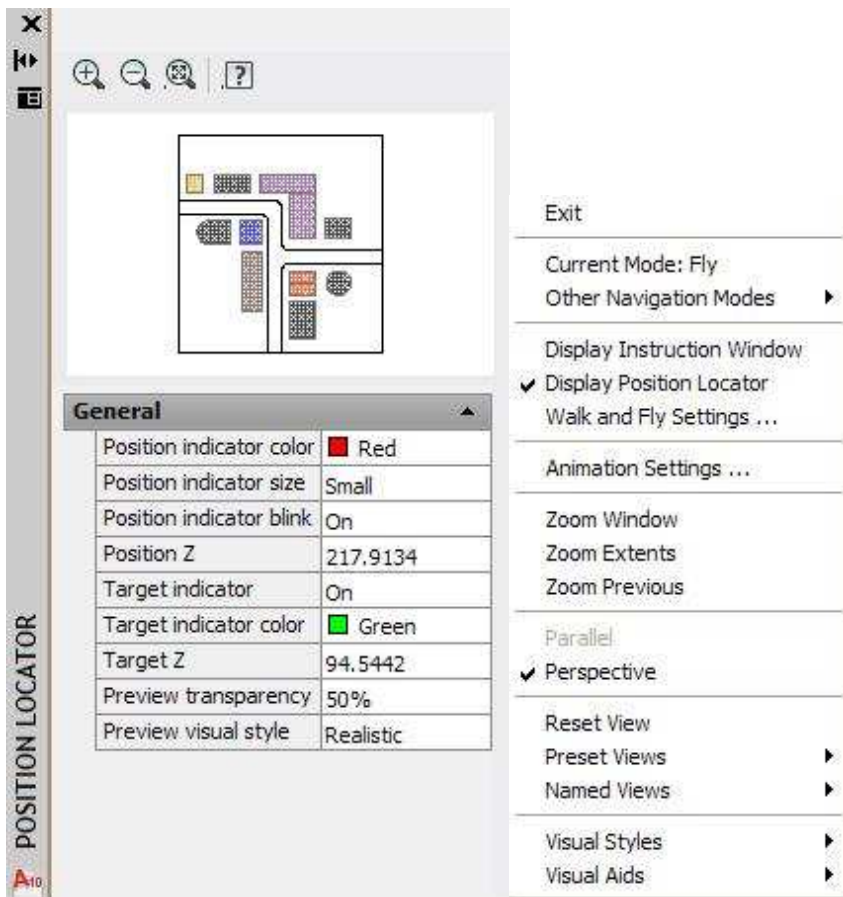 General
Position indicator color Red
Position indicator size Small
Position indicator blink On
Position Z 217.9134
Target indicator On
Target indicator color Green
Target Z 94.5442
Preview transparency 50%
Preview visual style Realistic
POSITION LOCATOR
A10
Exit
Current Mode: Fly
Other Navigation Modes
Display Instruction Window
Display Position Locator
Walk and Fly Settings ...
Animation Settings ...
Zoom Window
Zoom Extents
Zoom Previous
Parallel
Perspective
Reset View
Preset Views
Named Views
Visual Styles
Visual Aids